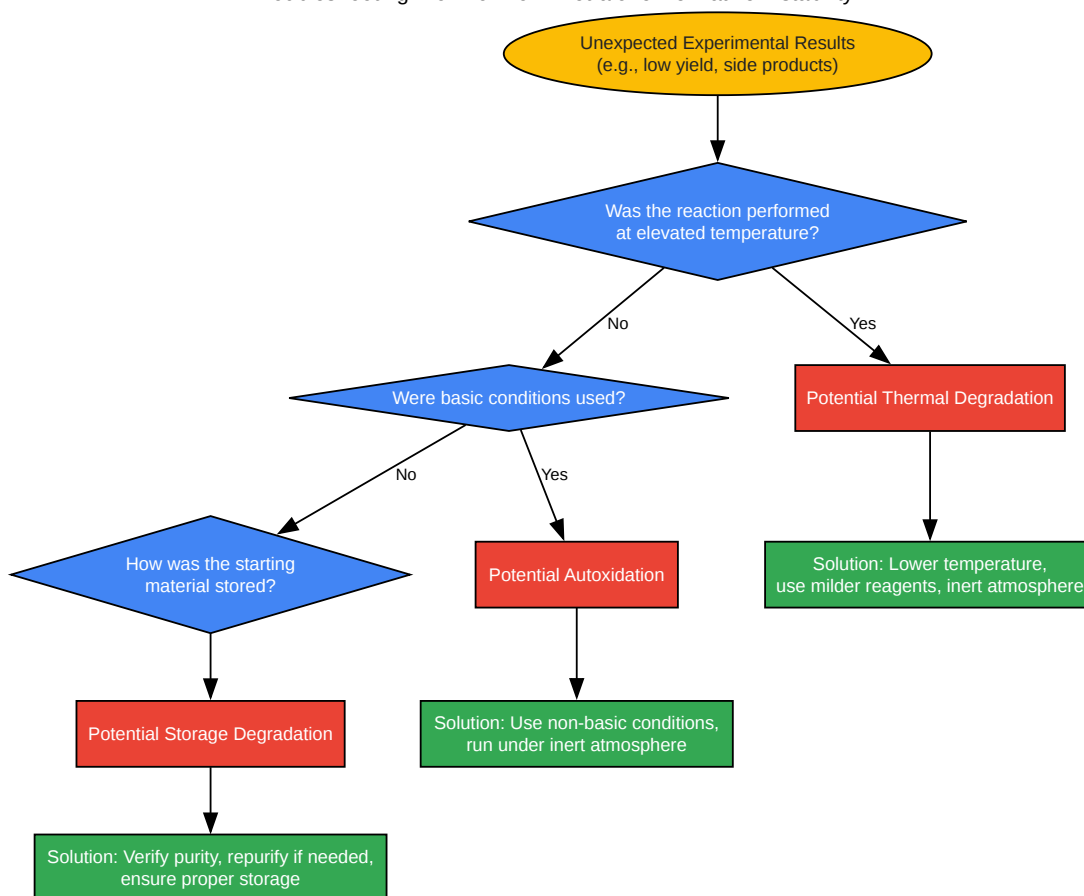 Unexpected Experimental Results
(e.g., low yield, side products)
Was the reaction performed
at elevated temperature?
No
Yes
Were basic conditions used?
Potential Thermal Degradation
No
Yes
How was the starting
material stored?
Potential Autoxidation
Solution: Lower temperature,
use milder reagents, inert atmosphere
Potential Storage Degradation
Solution: Use non-basic conditions,
run under inert atmosphere
Solution: Verify purity, repurify if needed,
ensure proper storage